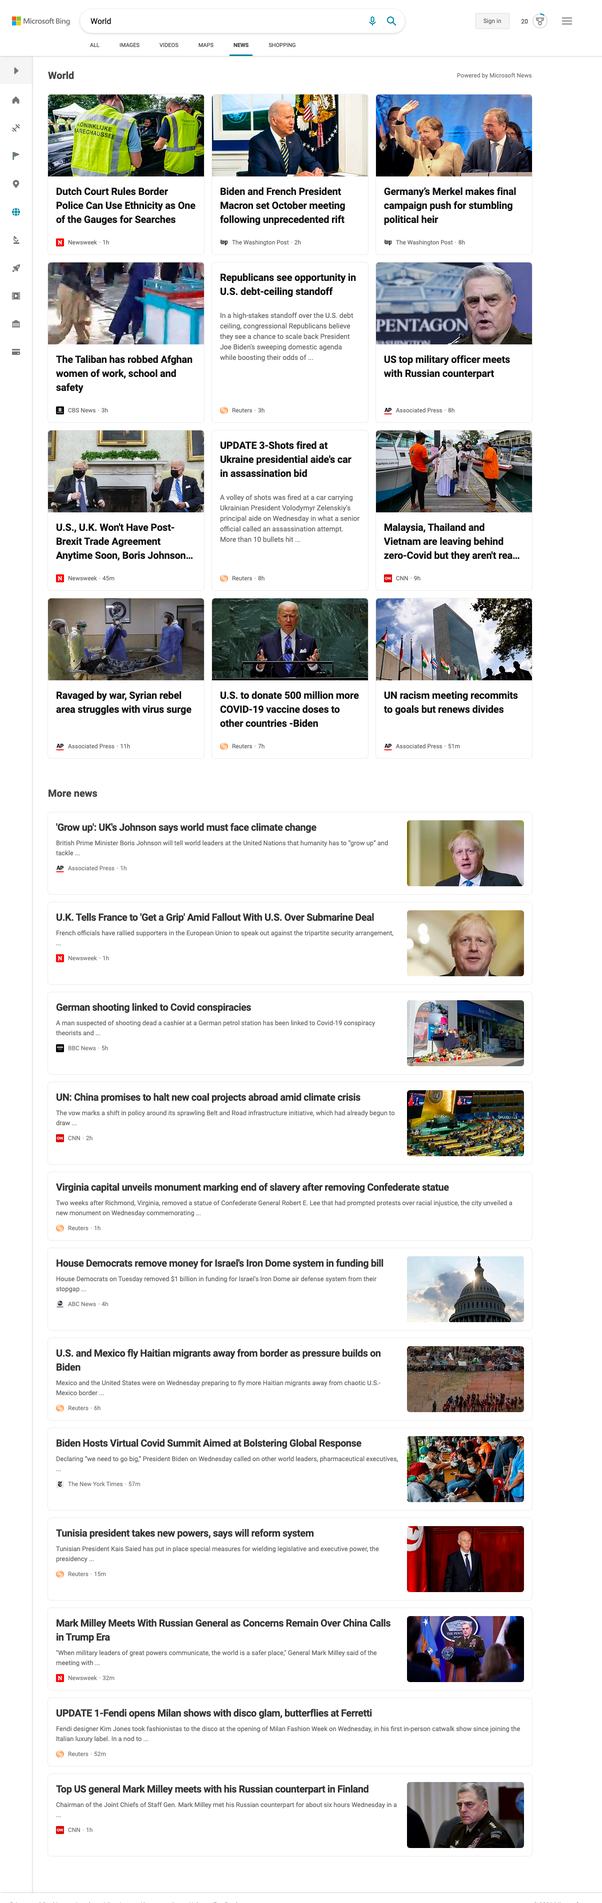 Microsoft Bing
World
Sign in
20
ALL
IMAGES
VIDEOS
MAPS
NEWS
SHOPPING
World
Powered by Microsoft News
KONINKLIJKE
MARECHAUSSEE
Dutch Court Rules Border
Police Can Use Ethnicity as One
of the Gauges for Searches
Newsweek · 1h
Biden and French President
Macron set October meeting
following unprecedented rift
The Washington Post · 2h
Germany's Merkel makes final
campaign push for stumbling
political heir
The Washington Post · 8h
The Taliban has robbed Afghan
women of work, school and
safety
CBS News · 3h
Republicans see opportunity in
U.S. debt-ceiling standoff
In a high-stakes standoff over the U.S. debt
ceiling, congressional Republicans believe
they see a chance to scale back President
Joe Biden's sweeping domestic agenda
while boosting their odds of ...
Reuters · 3h
PENTAGON
US top military officer meets
with Russian counterpart
AP Associated Press · 8h
U.S., U.K. Won't Have Post-
Brexit Trade Agreement
Anytime Soon, Boris Johnson...
Newsweek · 45m
UPDATE 3-Shots fired at
Ukraine presidential aide's car
in assassination bid
A volley of shots was fired at a car carrying
Ukrainian President Volodymyr Zelenskiy's
principal aide on Wednesday in what a senior
official called an assassination attempt.
More than 10 bullets hit ...
Reuters · 8h
Malaysia, Thailand and
Vietnam are leaving behind
zero-Covid but they aren't rea...
CNN · 9h
Ravaged by war, Syrian rebel
area struggles with virus surge
AP Associated Press · 11h
U.S. to donate 500 million more
COVID-19 vaccine doses to
other countries -Biden
Reuters · 7h
UN racism meeting recommits
to goals but renews divides
AP Associated Press · 51m
More news
'Grow up': UK's Johnson says world must face climate change
British Prime Minister Boris Johnson will tell world leaders at the United Nations that humanity has to "grow up" and
tackle ...
AP Associated Press · 1h
U.K. Tells France to 'Get a Grip' Amid Fallout With U.S. Over Submarine Deal
French officials have rallied supporters in the European Union to speak out against the tripartite security arrangement,
...
Newsweek · 1h
German shooting linked to Covid conspiracies
A man suspected of shooting dead a cashier at a German petrol station has been linked to Covid-19 conspiracy
theorists and ...
BBC News · 5h
UN: China promises to halt new coal projects abroad amid climate crisis
The vow marks a shift in policy around its sprawling Belt and Road infrastructure initiative, which had already begun to
draw ...
CNN · 2h
Virginia capital unveils monument marking end of slavery after removing Confederate statue
Two weeks after Richmond, Virginia, removed a statue of Confederate General Robert E. Lee that had prompted protests over racial injustice, the city unveiled a
new monument on Wednesday commemorating ...
Reuters · 1h
House Democrats remove money for Israel's Iron Dome system in funding bill
House Democrats on Tuesday removed $1 billion in funding for Israel's Iron Dome air defense system from their
stopgap ...
ABC News · 4h
U.S. and Mexico fly Haitian migrants away from border as pressure builds on
Biden
Mexico and the United States were on Wednesday preparing to fly more Haitian migrants away from chaotic U.S.-
Mexico border ...
Reuters · 6h
Biden Hosts Virtual Covid Summit Aimed at Bolstering Global Response
Declaring "we need to go big," President Biden on Wednesday called on other world leaders, pharmaceutical executives,
...
The New York Times · 57m
Tunisia president takes new powers, says will reform system
Tunisian President Kais Saied has put in place special measures for wielding legislative and executive power, the
presidency ...
Reuters · 15m
Mark Milley Meets With Russian General as Concerns Remain Over China Calls
in Trump Era
"When military leaders of great powers communicate, the world is a safer place," General Mark Milley said of the
meeting with ...
Newsweek · 32m
UPDATE 1-Fendi opens Milan shows with disco glam, butterflies at Ferretti
Fendi designer Kim Jones took fashionistas to the disco at the opening of Milan Fashion Week on Wednesday, in his first in-person catwalk show since joining the
Italian luxury label. In a nod to ...
Reuters · 52m
Top US general Mark Milley meets with his Russian counterpart in Finland
Chairman of the Joint Chiefs of Staff Gen. Mark Milley met his Russian counterpart for about six hours Wednesday in a
...
CNN · 1h